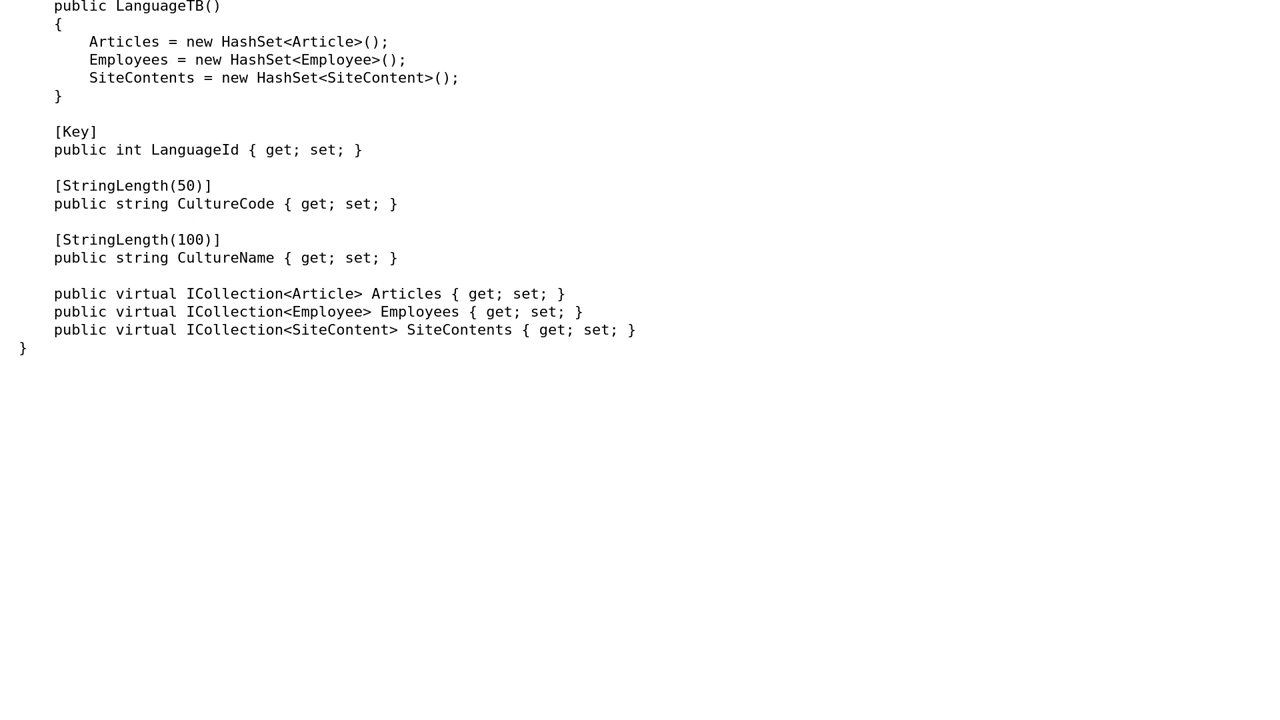 public LanguageTB()
    {
        Articles = new HashSet<Article>();
        Employees = new HashSet<Employee>();
        SiteContents = new HashSet<SiteContent>();
    }

    [Key]
    public int LanguageId { get; set; }

    [StringLength(50)]
    public string CultureCode { get; set; }

    [StringLength(100)]
    public string CultureName { get; set; }

    public virtual ICollection<Article> Articles { get; set; }
    public virtual ICollection<Employee> Employees { get; set; }
    public virtual ICollection<SiteContent> SiteContents { get; set; }
}